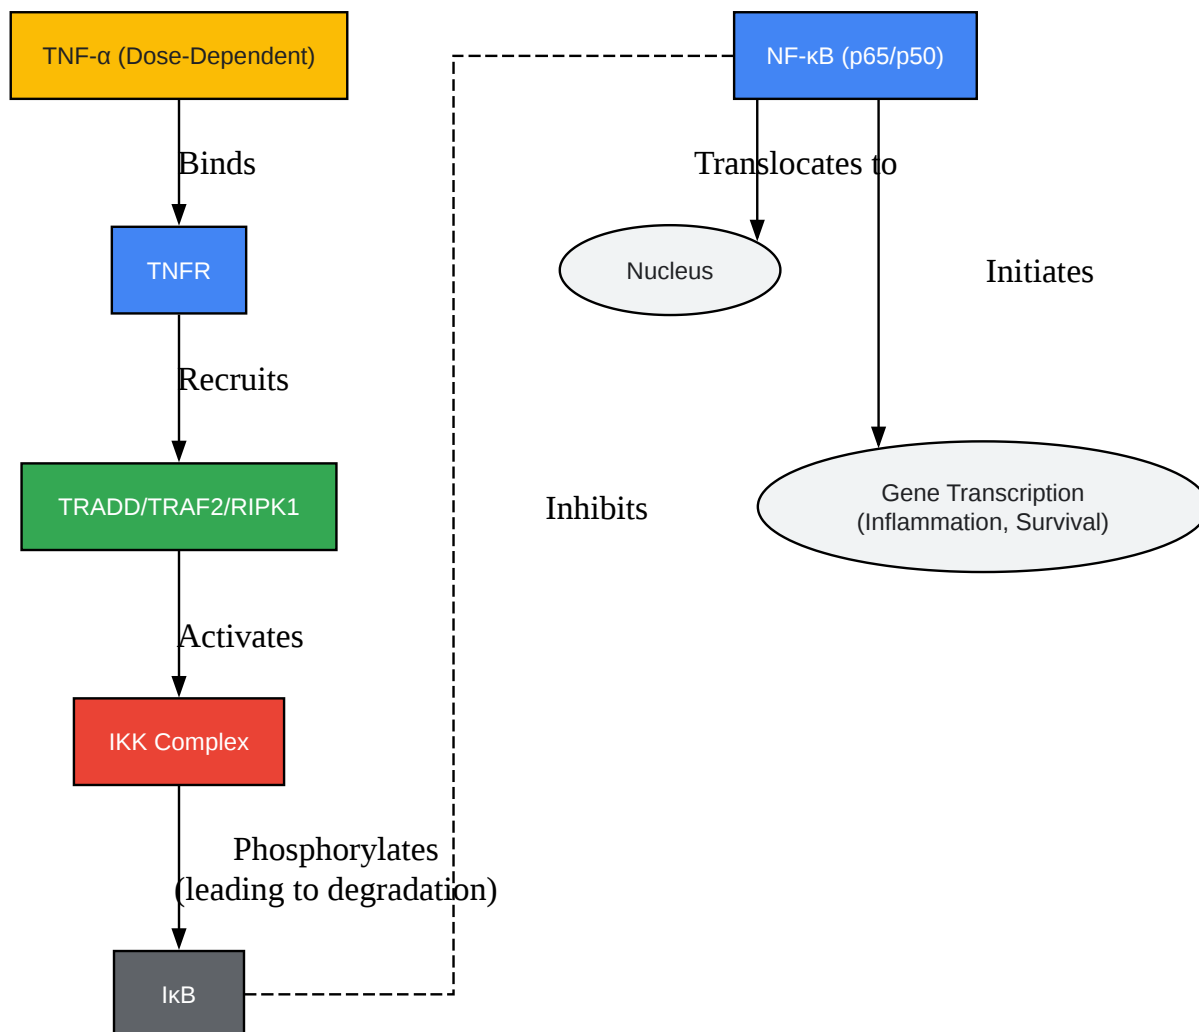 TNF-α (Dose-Dependent)
Binds
TNFR
Recruits
TRADD/TRAF2/RIPK1
Activates
IKK Complex
Phosphorylates
(leading to degradation)
IκB
Inhibits
NF-κB (p65/p50)
Translocates to
Nucleus
Initiates
Gene Transcription
(Inflammation, Survival)